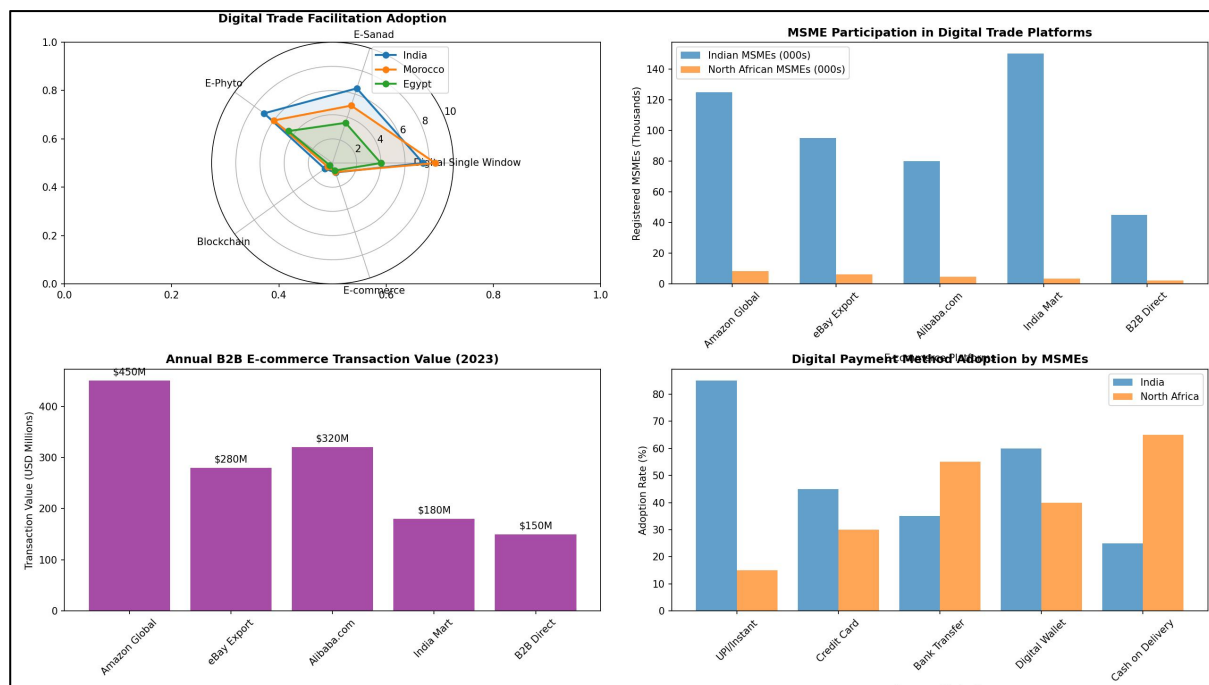 Digital Trade Facilitation Adoption
E-Sanad
India
Morocco
Egypt
E-Phyto
10
8
6
4
2
Digital Single Window
Blockchain
E-commerce
1.0
0.8
0.6
0.4
0.2
0.0
0.0
0.2
0.4
0.6
0.8
1.0
MSME Participation in Digital Trade Platforms
Indian MSMEs (000s)
North African MSMEs (000s)
Registered MSMEs (Thousands)
140
120
100
80
60
40
20
0
Amazon Global
eBay Export
Alibaba.com
India Mart
B2B Direct
E-commerce Platforms
Annual B2B E-commerce Transaction Value (2023)
Transaction Value (USD Millions)
400
300
200
100
0
$450M
$280M
$320M
$180M
$150M
Amazon Global
eBay Export
Alibaba.com
India Mart
B2B Direct
Digital Payment Method Adoption by MSMEs
India
North Africa
Adoption Rate (%)
80
70
60
50
40
30
20
10
0
UPI/Instant
Credit Card
Bank Transfer
Digital Wallet
Cash on Delivery